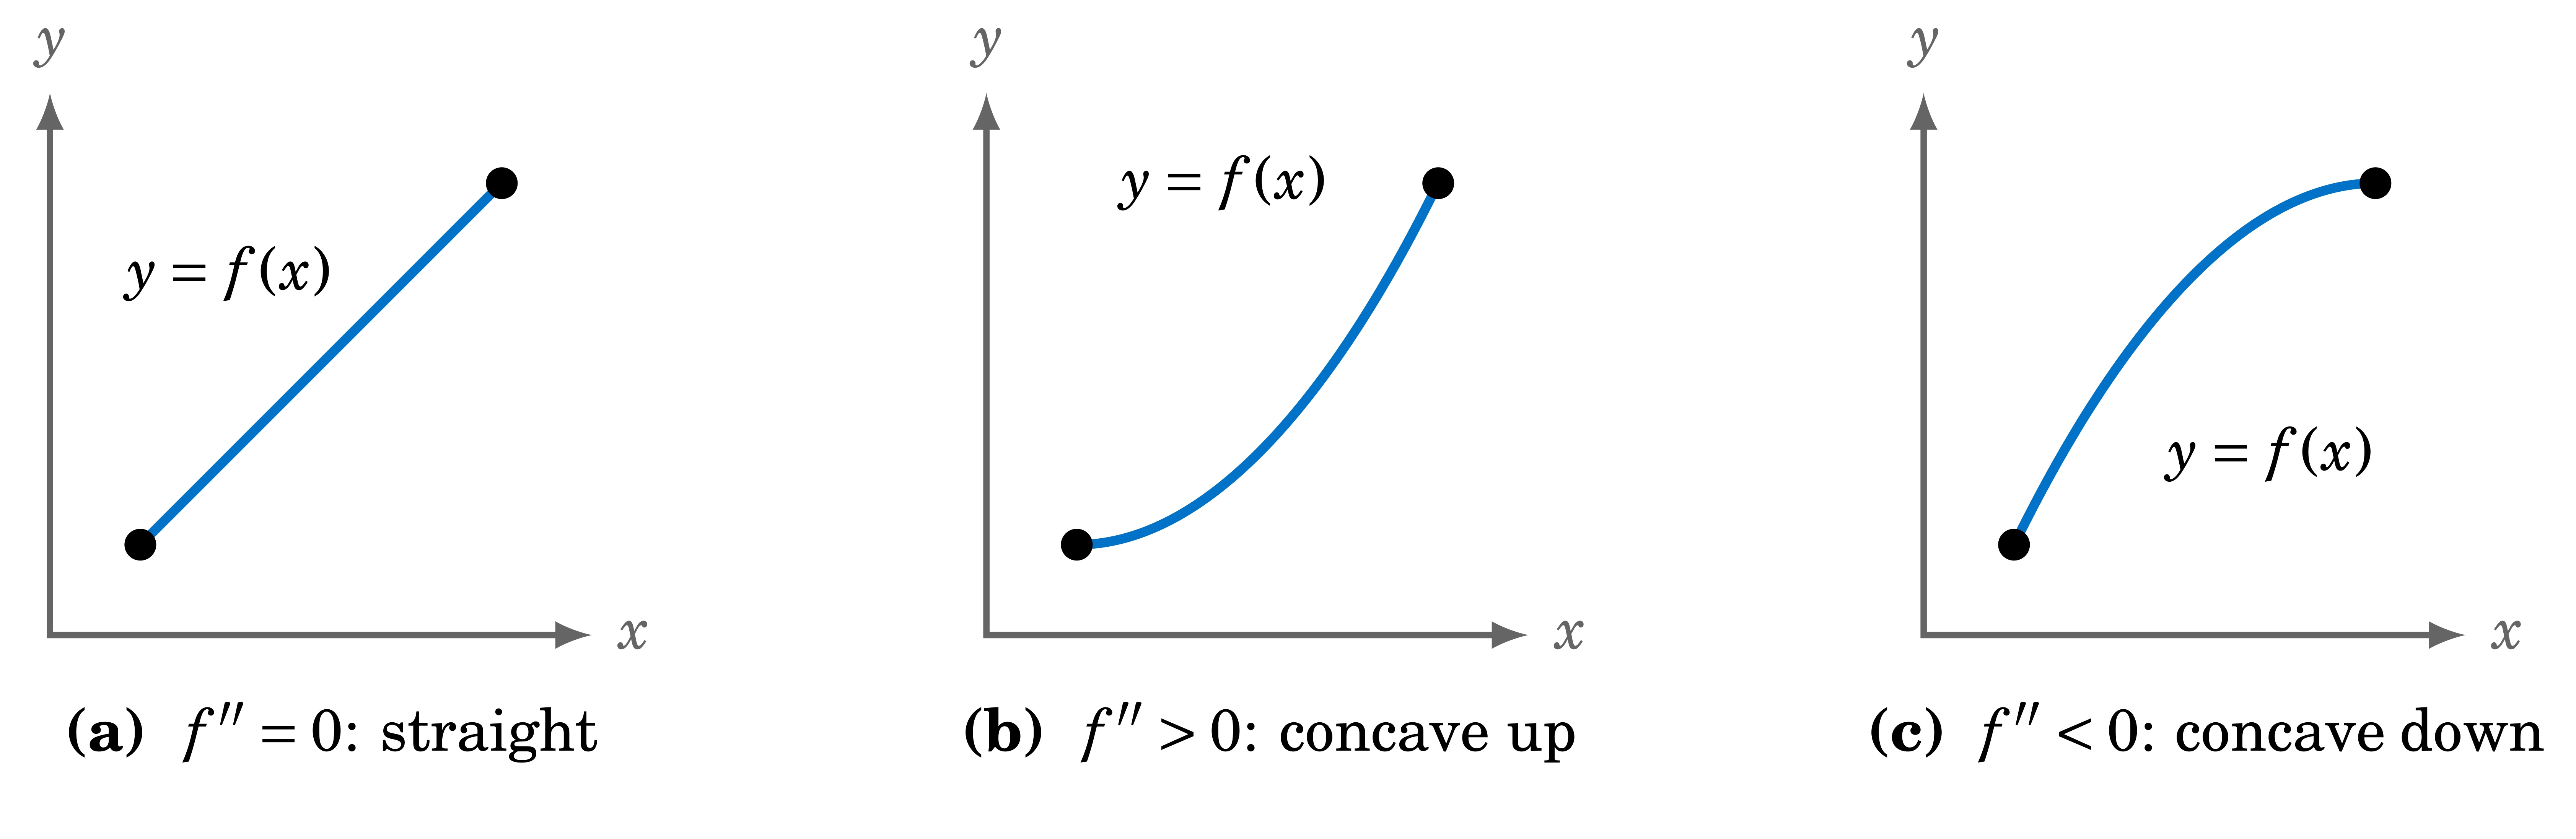 y
y = f(x)
x
(a) f″ = 0: straight
y
y = f(x)
x
(b) f″ > 0: concave up
y
y = f(x)
x
(c) f″ < 0: concave down